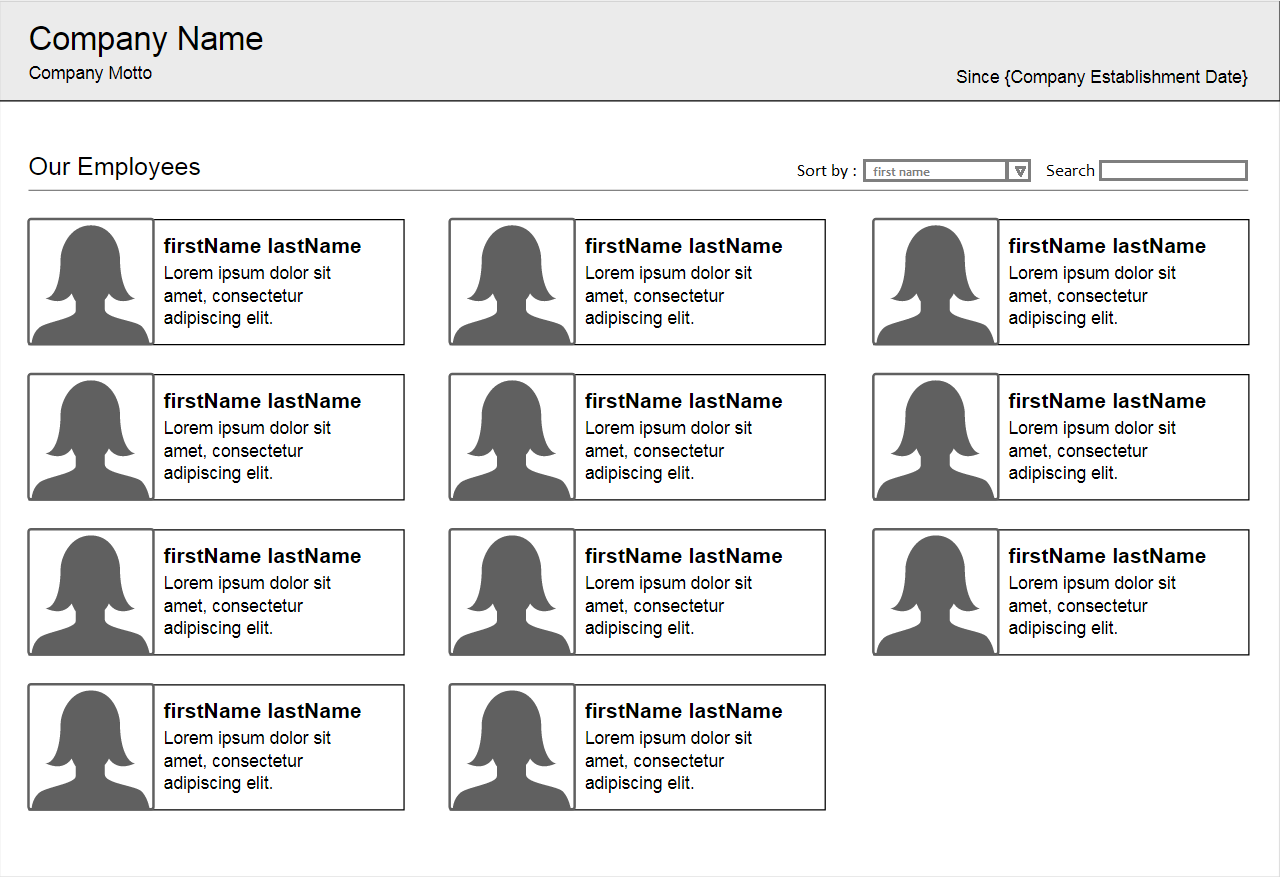 Company Name
Company Motto
Since {Company Establishment Date}
Our Employees
Sort by :
first name
Search
firstName lastName
Lorem ipsum dolor sit
amet, consectetur
adipiscing elit.
firstName lastName
Lorem ipsum dolor sit
amet, consectetur
adipiscing elit.
firstName lastName
Lorem ipsum dolor sit
amet, consectetur
adipiscing elit.
firstName lastName
Lorem ipsum dolor sit
amet, consectetur
adipiscing elit.
firstName lastName
Lorem ipsum dolor sit
amet, consectetur
adipiscing elit.
firstName lastName
Lorem ipsum dolor sit
amet, consectetur
adipiscing elit.
firstName lastName
Lorem ipsum dolor sit
amet, consectetur
adipiscing elit.
firstName lastName
Lorem ipsum dolor sit
amet, consectetur
adipiscing elit.
firstName lastName
Lorem ipsum dolor sit
amet, consectetur
adipiscing elit.
firstName lastName
Lorem ipsum dolor sit
amet, consectetur
adipiscing elit.
firstName lastName
Lorem ipsum dolor sit
amet, consectetur
adipiscing elit.